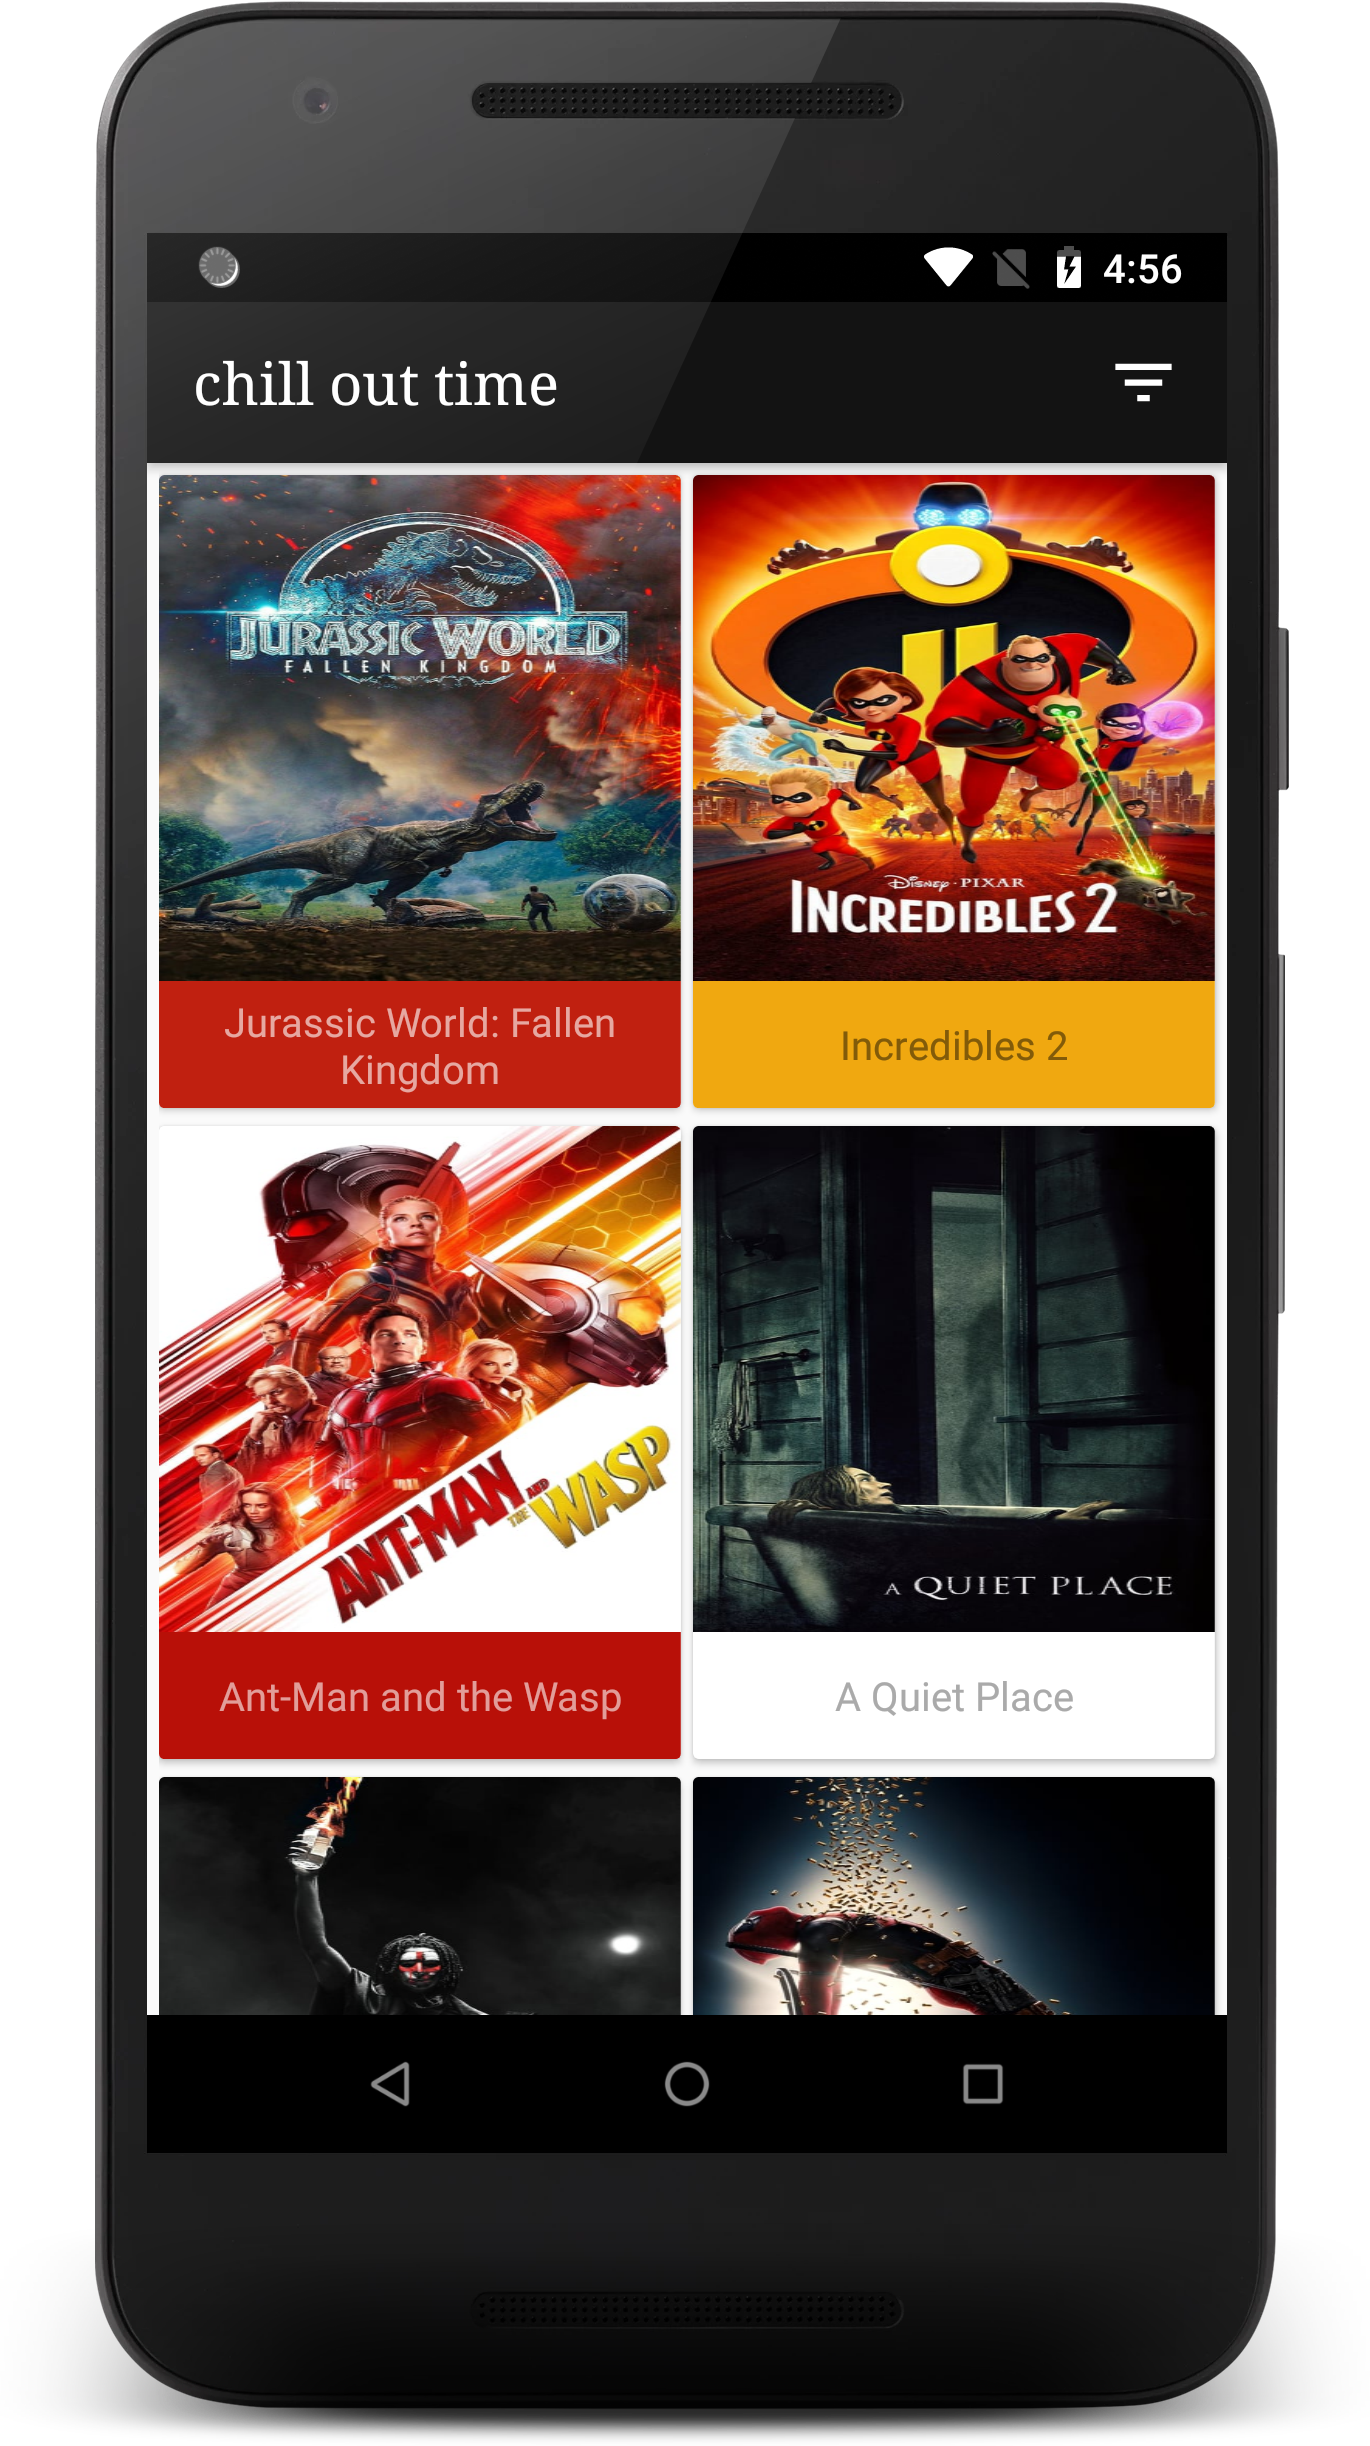 4:56
chill out time
JURASSIC WORLD
FALLEN KINGDOM
Disney · PIXAR
INCREDIBLES 2
Jurassic World: Fallen
Kingdom
Incredibles 2
ANT-MAN AND THE WASP
A QUIET PLACE
Ant-Man and the Wasp
A Quiet Place